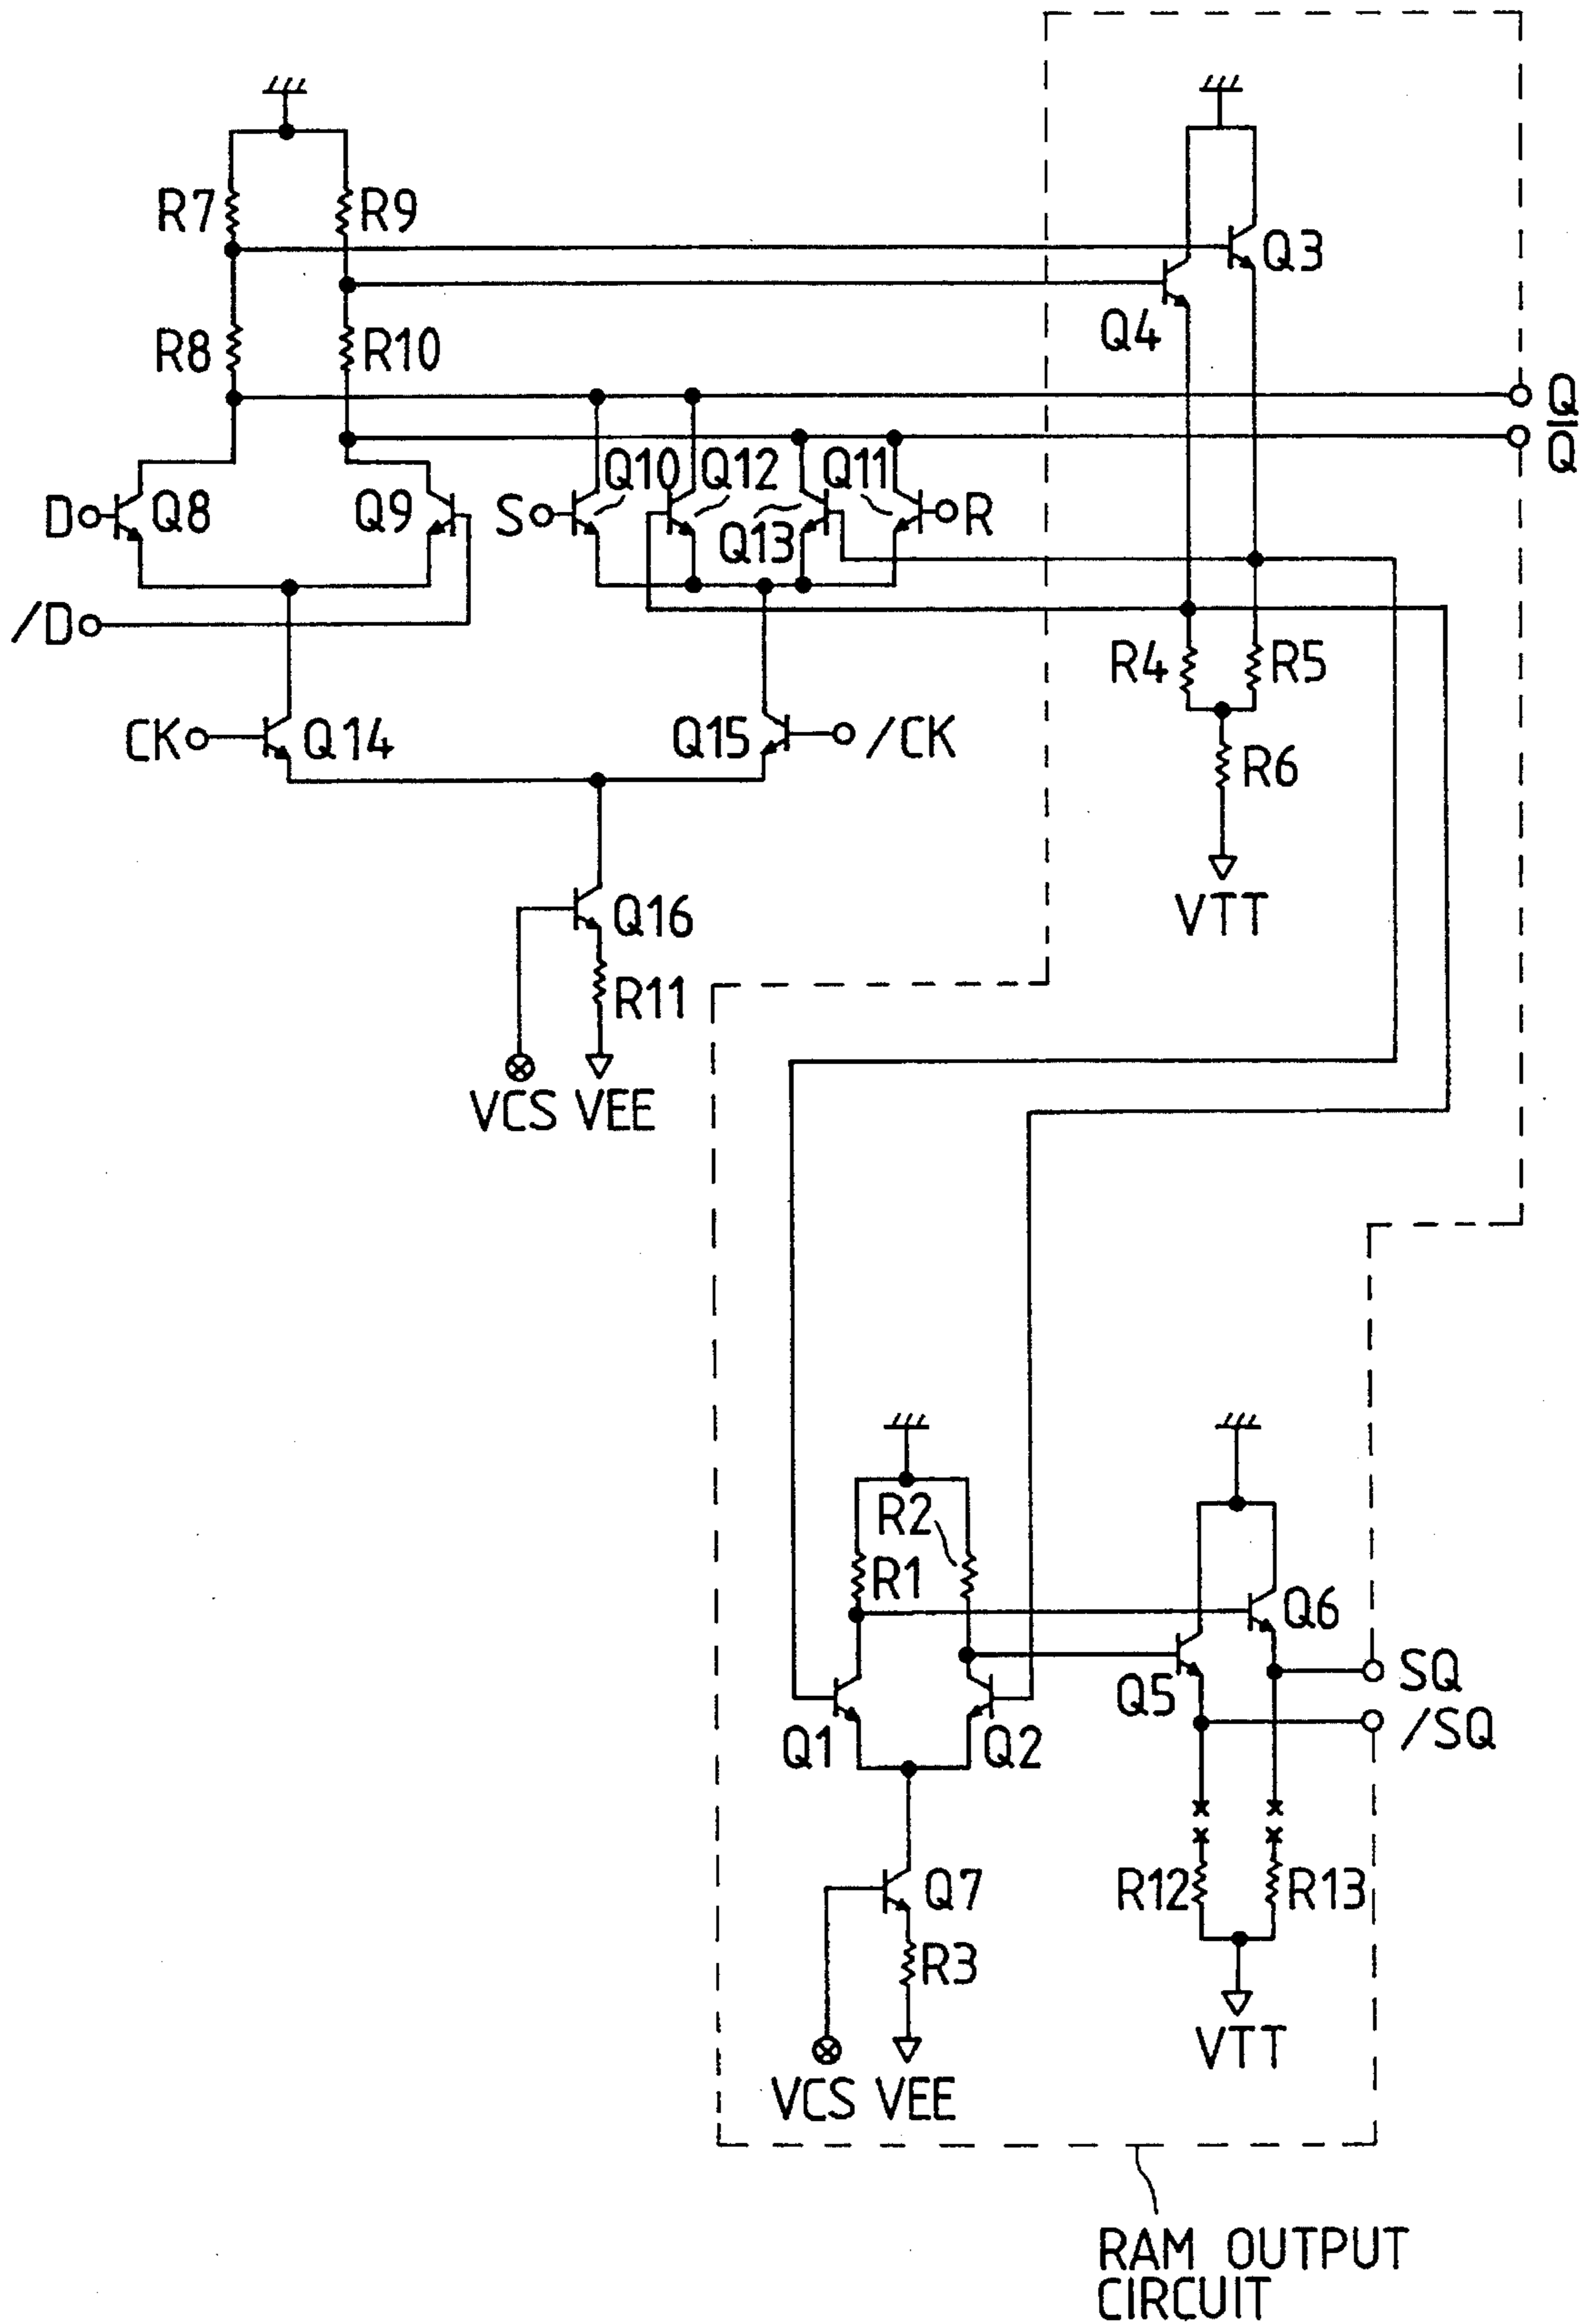 R7
R9
Q3
Q4
R8
R10
Q
Q̅
Q10
Q12
Q11
D
Q8
Q9
S
Q13
R
/D
R4
R5
CK
Q14
Q15
/CK
R6
VTT
Q16
R11
VCS
VEE
R2
R1
Q6
Q5
SQ
/SQ
Q1
Q2
Q7
R12
R13
R3
VTT
VCS
VEE
RAM OUTPUT
CIRCUIT